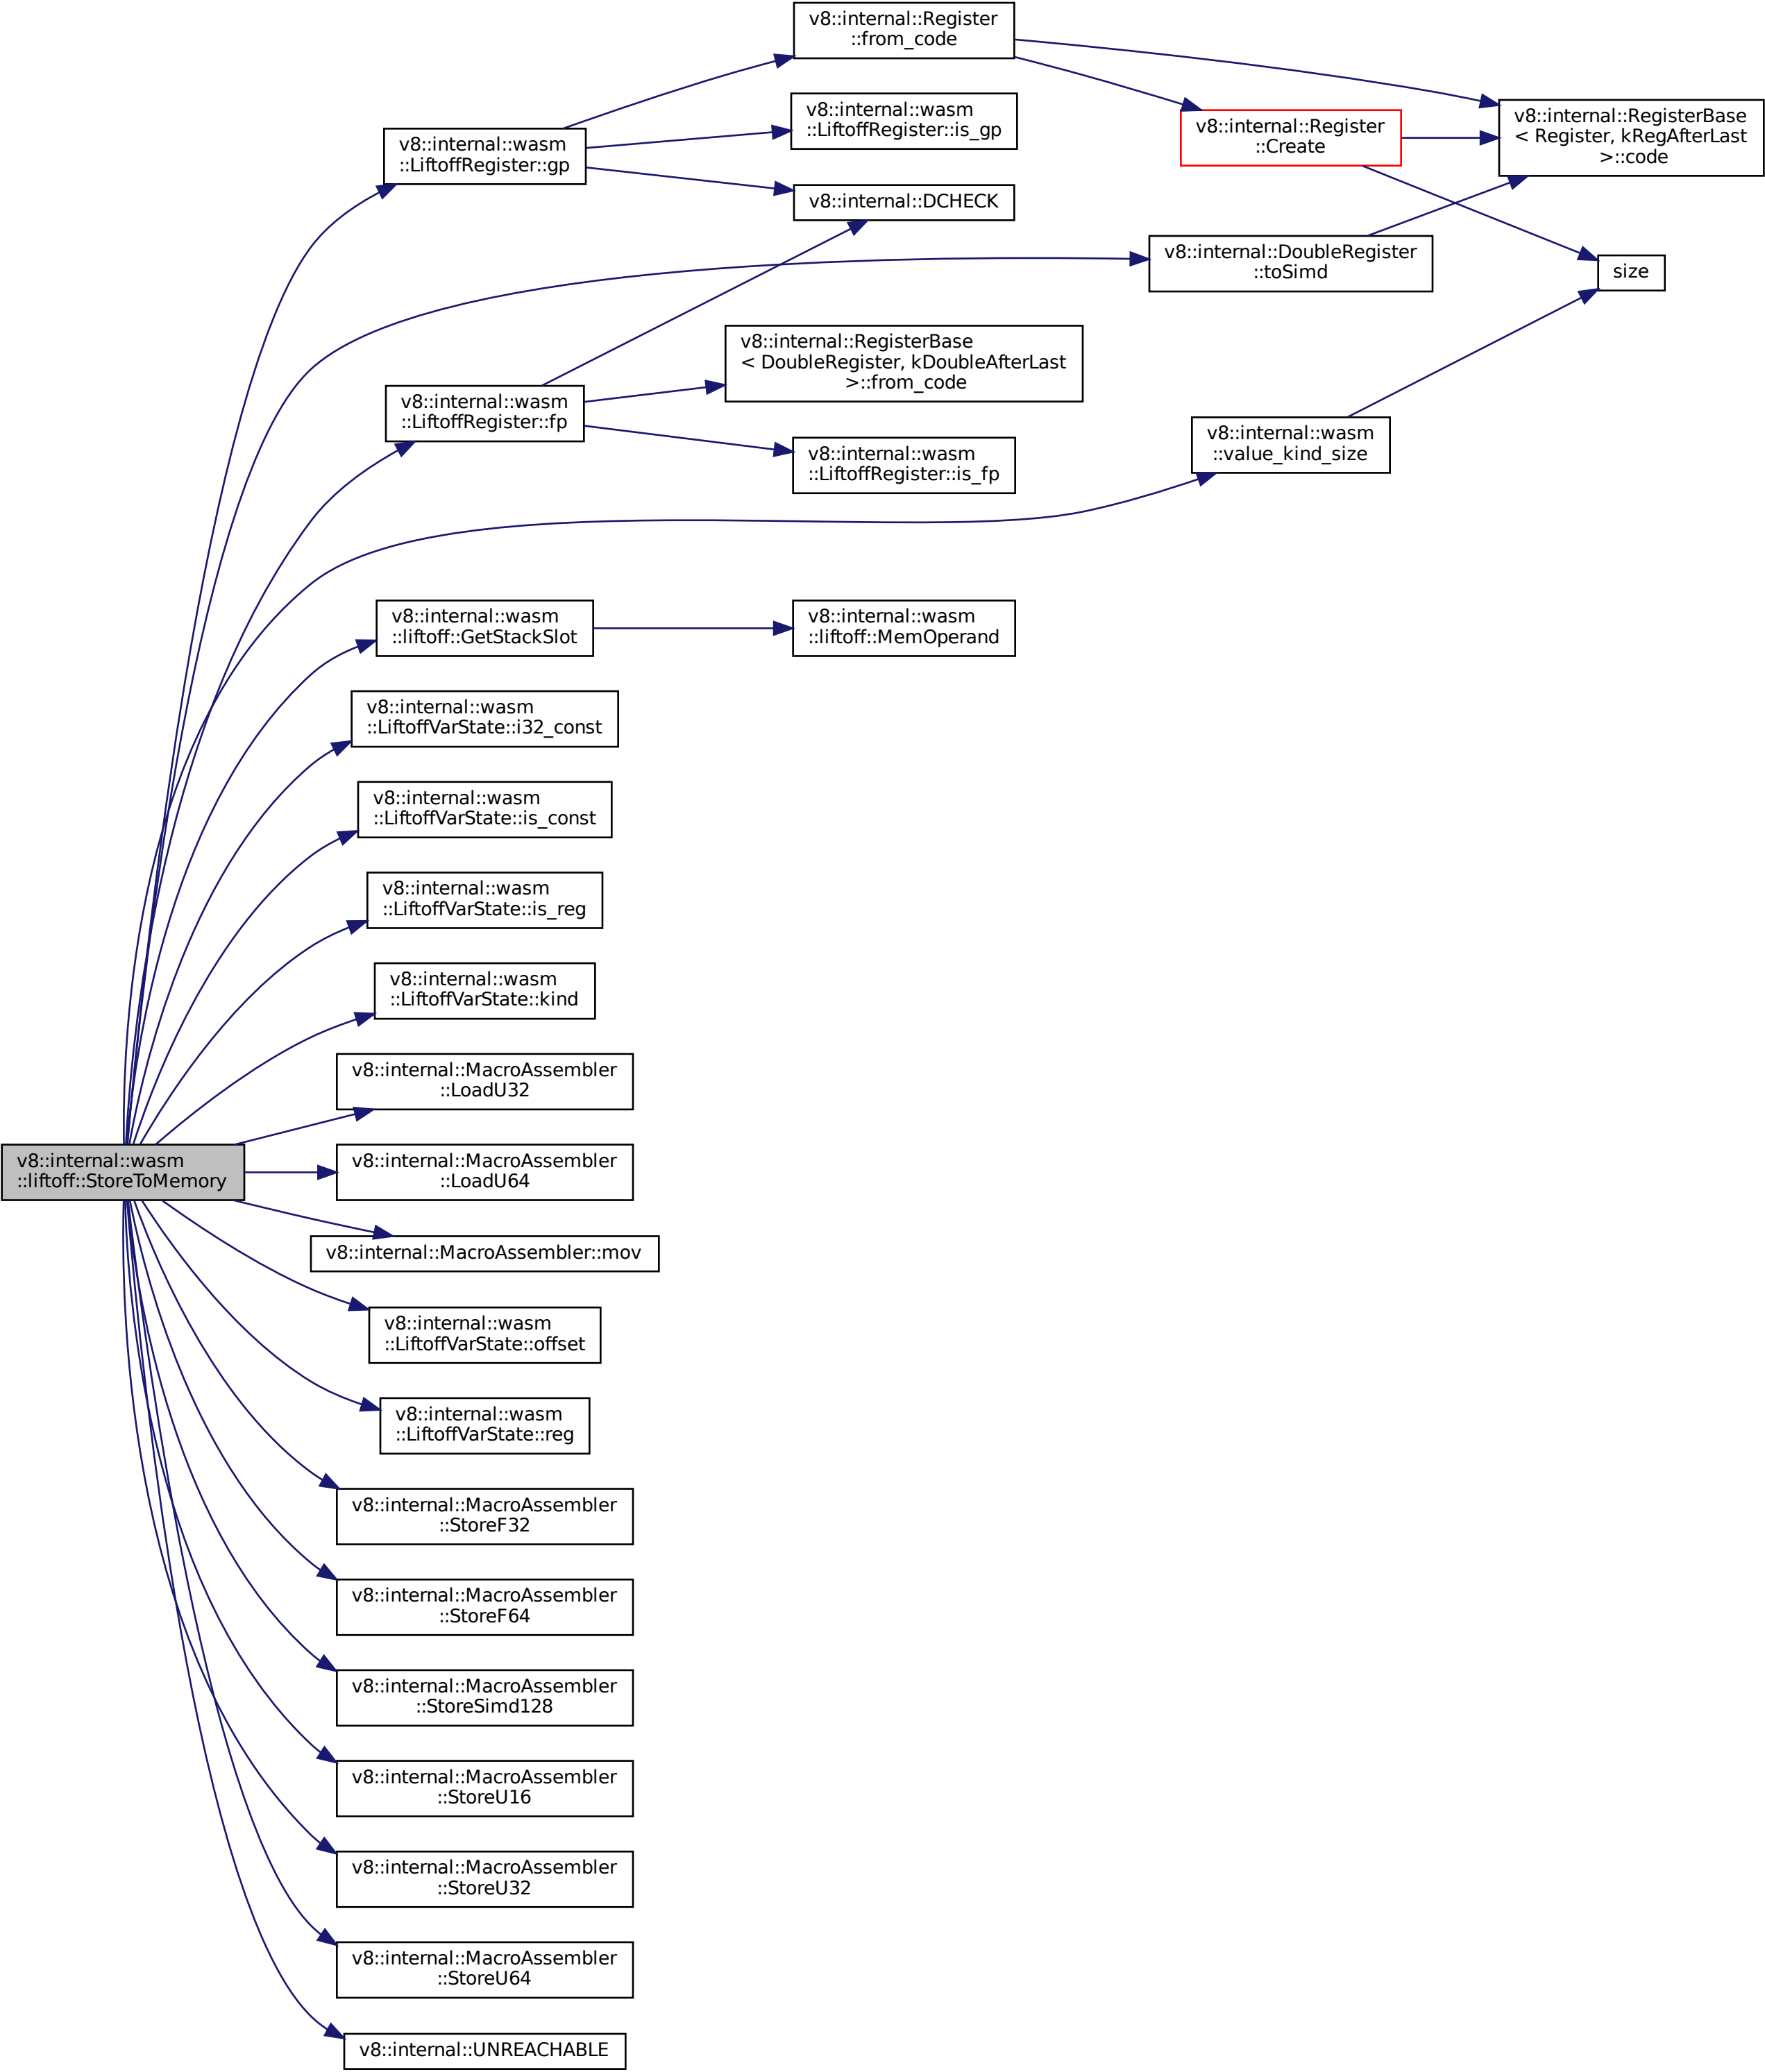 v8::internal::Register
::from_code
v8::internal::wasm
::LiftoffRegister::is_gp
v8::internal::Register
::Create
v8::internal::RegisterBase
< Register, kRegAfterLast
>::code
v8::internal::wasm
::LiftoffRegister::gp
v8::internal::DCHECK
v8::internal::DoubleRegister
::toSimd
size
v8::internal::RegisterBase
< DoubleRegister, kDoubleAfterLast
>::from_code
v8::internal::wasm
::LiftoffRegister::fp
v8::internal::wasm
::LiftoffRegister::is_fp
v8::internal::wasm
::value_kind_size
v8::internal::wasm
::liftoff::GetStackSlot
v8::internal::wasm
::liftoff::MemOperand
v8::internal::wasm
::LiftoffVarState::i32_const
v8::internal::wasm
::LiftoffVarState::is_const
v8::internal::wasm
::LiftoffVarState::is_reg
v8::internal::wasm
::LiftoffVarState::kind
v8::internal::MacroAssembler
::LoadU32
v8::internal::wasm
::liftoff::StoreToMemory
v8::internal::MacroAssembler
::LoadU64
v8::internal::MacroAssembler::mov
v8::internal::wasm
::LiftoffVarState::offset
v8::internal::wasm
::LiftoffVarState::reg
v8::internal::MacroAssembler
::StoreF32
v8::internal::MacroAssembler
::StoreF64
v8::internal::MacroAssembler
::StoreSimd128
v8::internal::MacroAssembler
::StoreU16
v8::internal::MacroAssembler
::StoreU32
v8::internal::MacroAssembler
::StoreU64
v8::internal::UNREACHABLE